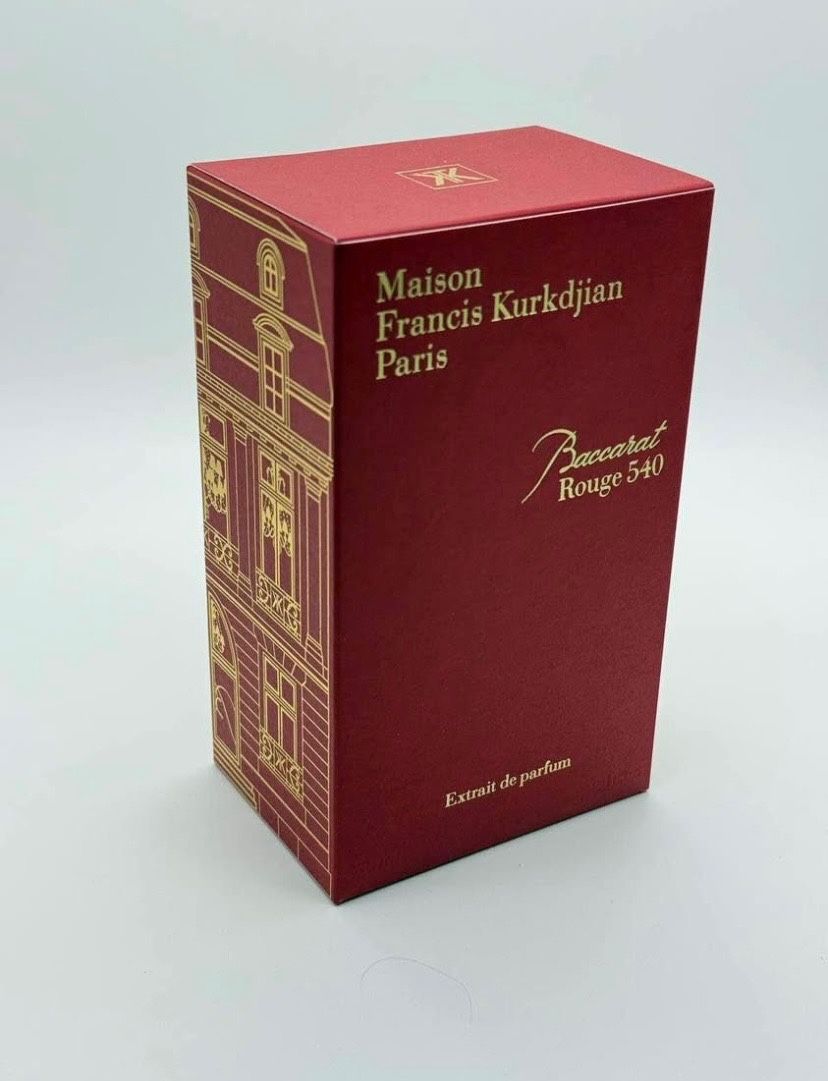 Maison
Francis Kurkdjian
Paris
Baccarat
Rouge 540
Extrait de parfum